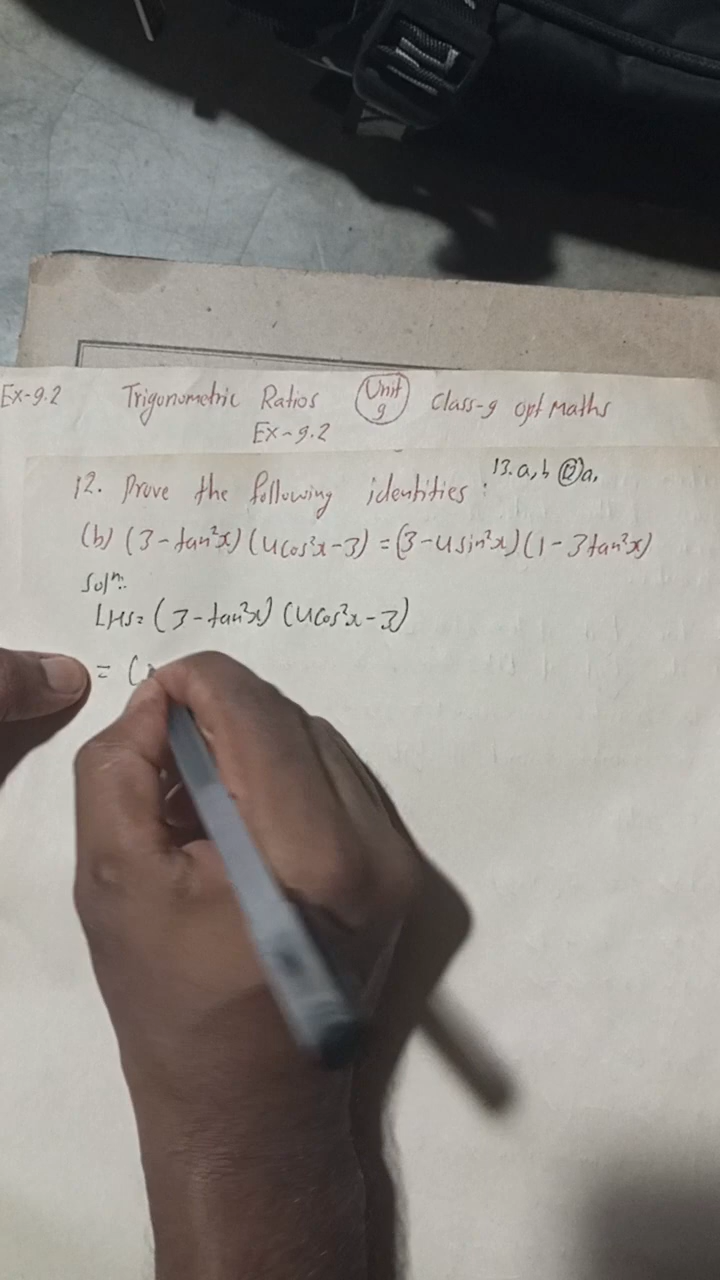 Ex-9.2 Trigonometric Ratios Unit 9 Class-9 opt Maths
Ex-9.2
13. a, b (12) a,
12. Prove the following identities :
(b) (3-tan²x) (4cos²x-3) = (3-4sin²x) (1-3tan²x)
Solⁿ:
LHS= (3-tan²x) (4cos²x-3)
= (